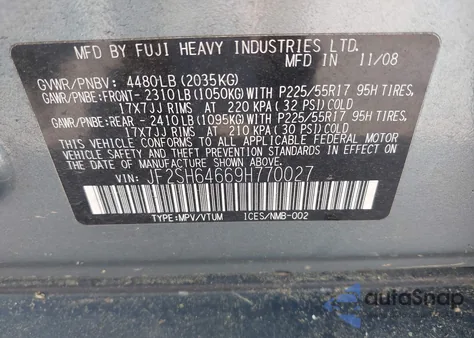 MFD BY FUJI HEAVY INDUSTRIES LTD. 11/08
GVWR/PNBV: 4480LB (2035KG)
GAWR/PNBE: FRONT - 2310LB (1050KG) WITH P225/55R17 95H TIRES,
17X7JJ RIMS AT 220 KPA (32 PSI) COLD
GAWR/PNBE: REAR - 2410LB (1095KG) WITH P225/55R17 95H TIRES,
17X7JJ RIMS AT 210 KPA (30 PSI) COLD
THIS VEHICLE CONFORMS TO ALL APPLICABLE FEDERAL MOTOR
VEHICLE SAFETY, BUMPER, AND THEFT PREVENTION STANDARDS
IN EFFECT ON THE DATE OF MANUFACTURE SHOWN ABOVE.
VIN: JF2SH64669H770027
TYPE:MPV/VTUM ICES/NMB-002
autoSnap